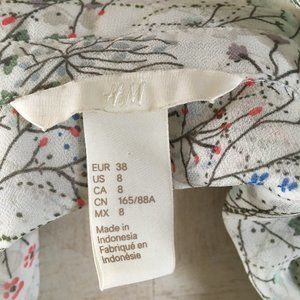 H&M
EUR 38
US 8
CA 8
CN 165/88A
MX 8
Made in
Indonesia
Fabriqué en
Indonésie